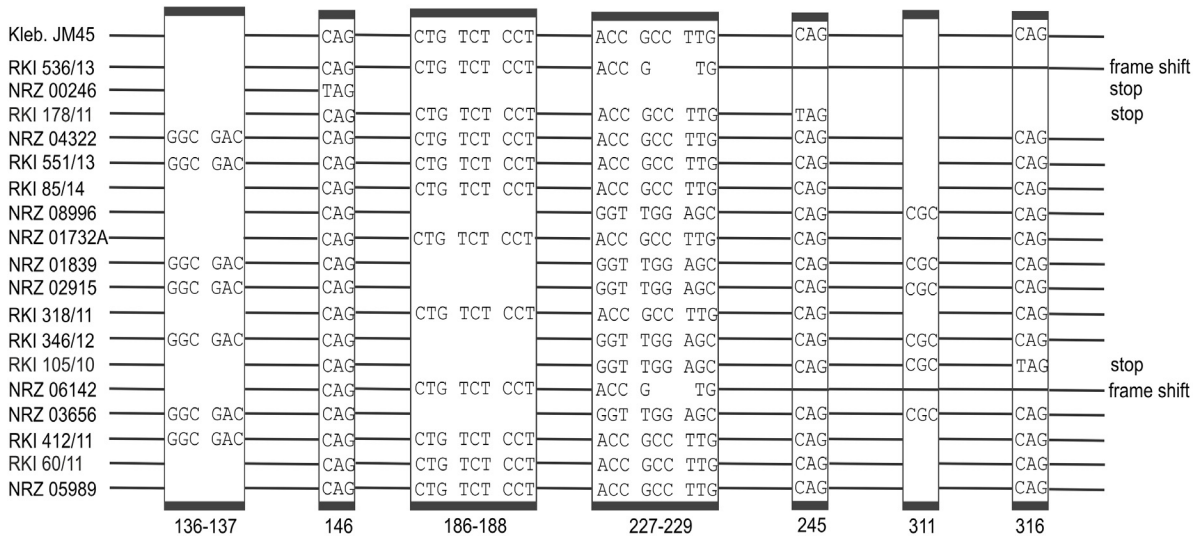 Kleb. JM45 CAG CTG TCT CCT ACC GCC TTG CAG CAG
RKI 536/13 CAG CTG TCT CCT ACC G TG frame shift
NRZ 00246 TAG stop
RKI 178/11 CAG CTG TCT CCT ACC GCC TTG TAG stop
NRZ 04322 GGC GAC CAG CTG TCT CCT ACC GCC TTG CAG CAG
RKI 551/13 GGC GAC CAG CTG TCT CCT ACC GCC TTG CAG CAG
RKI 85/14 CAG CTG TCT CCT ACC GCC TTG CAG CAG
NRZ 08996 CAG GGT TGG AGC CAG CGC CAG
NRZ 01732A CAG CTG TCT CCT ACC GCC TTG CAG CAG
NRZ 01839 GGC GAC CAG GGT TGG AGC CAG CGC CAG
NRZ 02915 GGC GAC CAG GGT TGG AGC CAG CGC CAG
RKI 318/11 CAG CTG TCT CCT ACC GCC TTG CAG CAG
RKI 346/12 GGC GAC CAG GGT TGG AGC CAG CGC CAG
RKI 105/10 CAG GGT TGG AGC CAG CGC TAG stop
NRZ 06142 CAG CTG TCT CCT ACC G TG frame shift
NRZ 03656 GGC GAC CAG GGT TGG AGC CAG CGC CAG
RKI 412/11 GGC GAC CAG CTG TCT CCT ACC GCC TTG CAG CAG
RKI 60/11 CAG CTG TCT CCT ACC GCC TTG CAG CAG
NRZ 05989 CAG CTG TCT CCT ACC GCC TTG CAG CAG
136-137 146 186-188 227-229 245 311 316